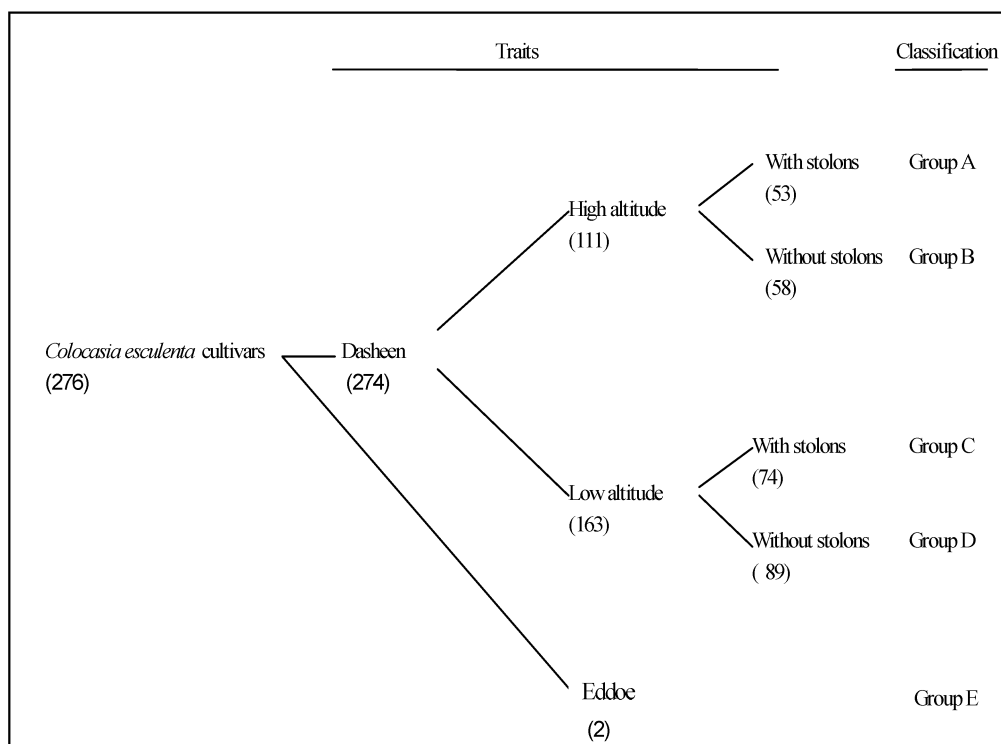 Traits Classification
With stolons Group A
(53)
High altitude
(111)
Without stolons Group B
(58)
Colocasia esculenta cultivars Dasheen
(276) (274)
With stolons Group C
(74)
Low altitude
(163)
Without stolons Group D
( 89)
Eddoe Group E
(2)